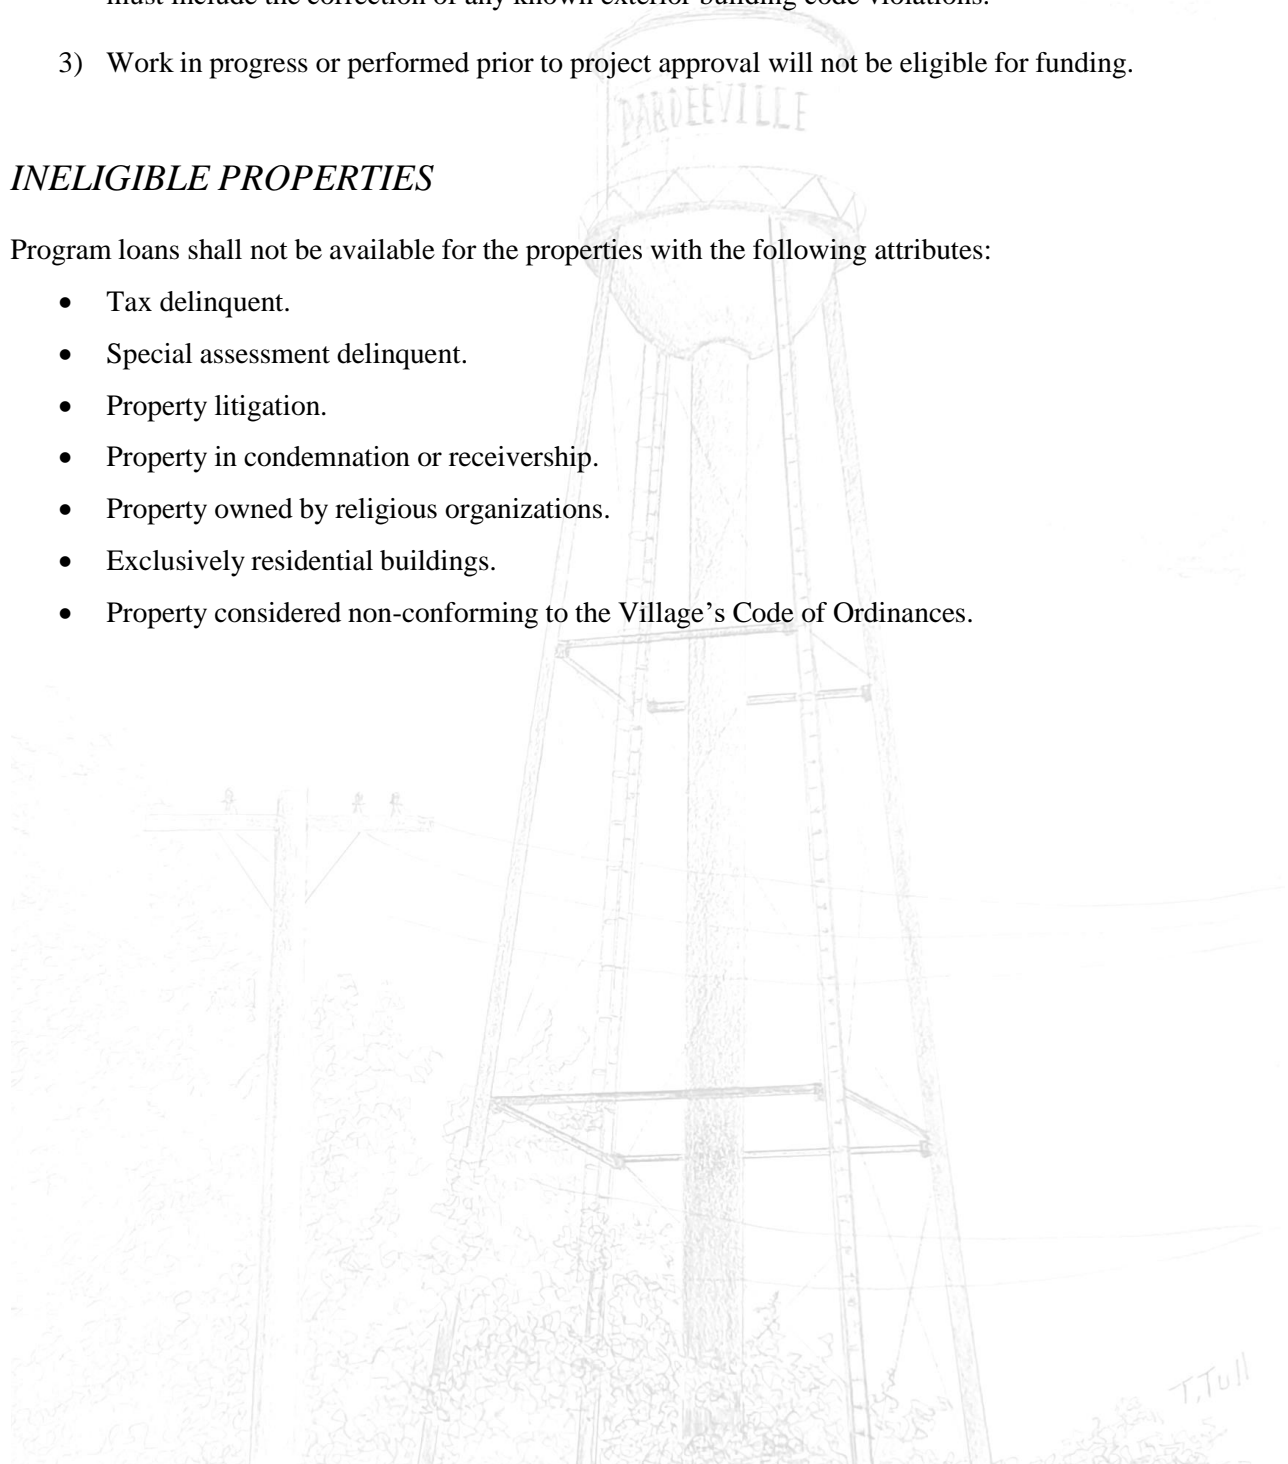 must include the correction of any known exterior building code violations.
3) Work in progress or performed prior to project approval will not be eligible for funding.
PARDEEVILLE
INELIGIBLE PROPERTIES
Program loans shall not be available for the properties with the following attributes:
• Tax delinquent.
• Special assessment delinquent.
• Property litigation.
• Property in condemnation or receivership.
• Property owned by religious organizations.
• Exclusively residential buildings.
• Property considered non-conforming to the Village’s Code of Ordinances.
T.Tull